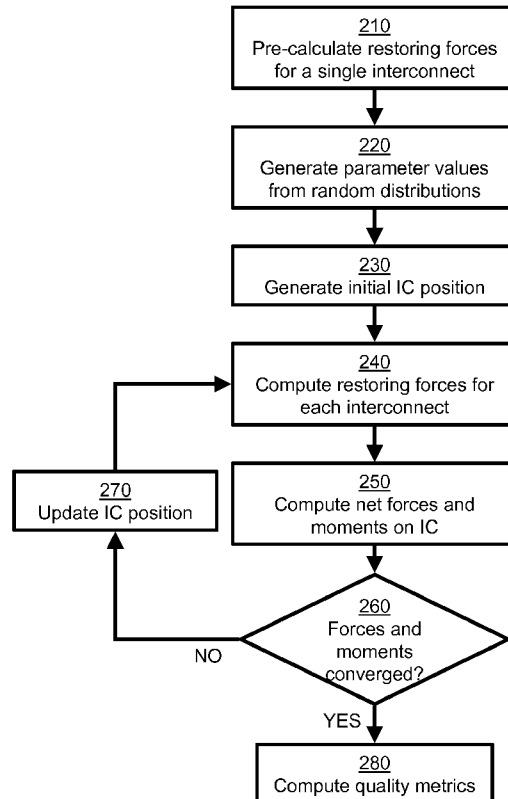 210
Pre-calculate restoring forces
for a single interconnect
220
Generate parameter values
from random distributions
230
Generate initial IC position
240
Compute restoring forces for
each interconnect
270
Update IC position
250
Compute net forces and
moments on IC
260
Forces and
moments
converged?
NO
YES
280
Compute quality metrics